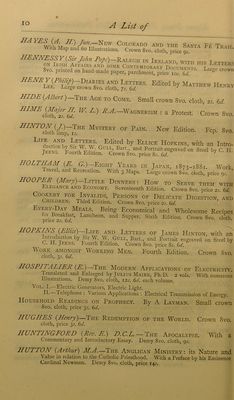 10 A List of
HAYES (A. H.) Jun.—NEW COLORADO AND THE SANTA FÉ TRAIL.
With Map and 60 Illustrations. Crown 8vo. cloth, price 9s.
HENNESSY (Sir John Pope)—RALEGH IN IRELAND, WITH HIS LETTERS
ON IRISH AFFAIRS AND SOME CONTEMPORARY DOCUMENTS. Large crown
8vo. printed on hand-made paper, parchment, price 10s. 6d.
HENRY (Philip)—DIARIES AND LETTERS. Edited by MATTHEW HENRY
LEE. Large crown 8vo. cloth, 7s. 6d.
HIDE (Albert)—THE AGE TO COME. Small crown 8vo. cloth, 2s. 6d.
HIME (Major H. W. L.) R.A.—WAGNERISM: a Protest. Crown 8vo.
cloth, 2s. 6d.
HINTON (J.)—THE MYSTERY OF PAIN. New Edition. Fcp. 8vo.
cloth limp, 1s.
LIFE AND LETTERS. Edited by ELLICE HOPKINS, with an Intro-
duction by Sir W. W. GULL, Bart., and Portrait engraved on Steel by C. H.
JEENS. Fourth Edition. Crown 8vo. price 8s. 6d.
HOLTHAM (E. G.)—EIGHT YEARS IN JAPAN, 1873–1881. Work,
Travel, and Recreation. With 3 Maps. Large crown 8vo. cloth, price 9s.
HOOPER (Mary)—LITTLE DINNERS: HOW TO SERVE THEM WITH
ELEGANCE AND ECONOMY. Seventeenth Edition. Crown 8vo. price 2s. 6d.
COOKERY FOR INVALIDS, PERSONS OF DELICATE DIGESTION, AND
CHILDREN. Third Edition. Crown 8vo. price 2s. 6d.
EVERY-DAY MEALS. Being Economical and Wholesome Recipes
for Breakfast, Luncheon, and Supper. Sixth Edition. Crown 8vo. cloth,
price 2s. 6d.
HOPKINS (Ellice)—LIFE AND LETTERS OF JAMES HINTON, with an
Introduction by Sir W. W. GULL, Bart., and Portrait engraved on Steel by
C. H. JEENS. Fourth Edition. Crown 8vo. price 8s. 6d.
WORK AMONGST WORKING MEN. Fourth Edition. Crown 8vo.
cloth, 3s. 6d.
HOSPITALIER (E.)—THE MODERN APPLICATIONS OF ELECTRICITY.
Translated and Enlarged by JULIUS MAIER, Ph.D. 2 vols. With numerous
Illustrations. Demy 8vo. cloth, 12s. 6d. each volume.
VOL. I.—Electric Generators, Electric Light.
II.—Telephone: Various Applications: Electrical Transmission of Energy.
HOUSEHOLD READINGS ON PROPHECY. By A LAYMAN. Small crown
8vo. cloth, price 3s. 6d.
HUGHES (Henry)—THE REDEMPTION OF THE WORLD. Crown 8vo.
cloth, price 3s. 6d.
HUNTINGFORD (Rev. E.) D.C.L.—THE APOCALYPSE. With a
Commentary and Introductory Essay. Demy 8vo. cloth, 9s.
HUTTON (Arthur) M.A.—THE ANGLICAN MINISTRY: its Nature and
Value in relation to the Catholic Priesthood. With a Preface by his Eminence
Cardinal Newman. Demy 8vo. cloth, price 14s.